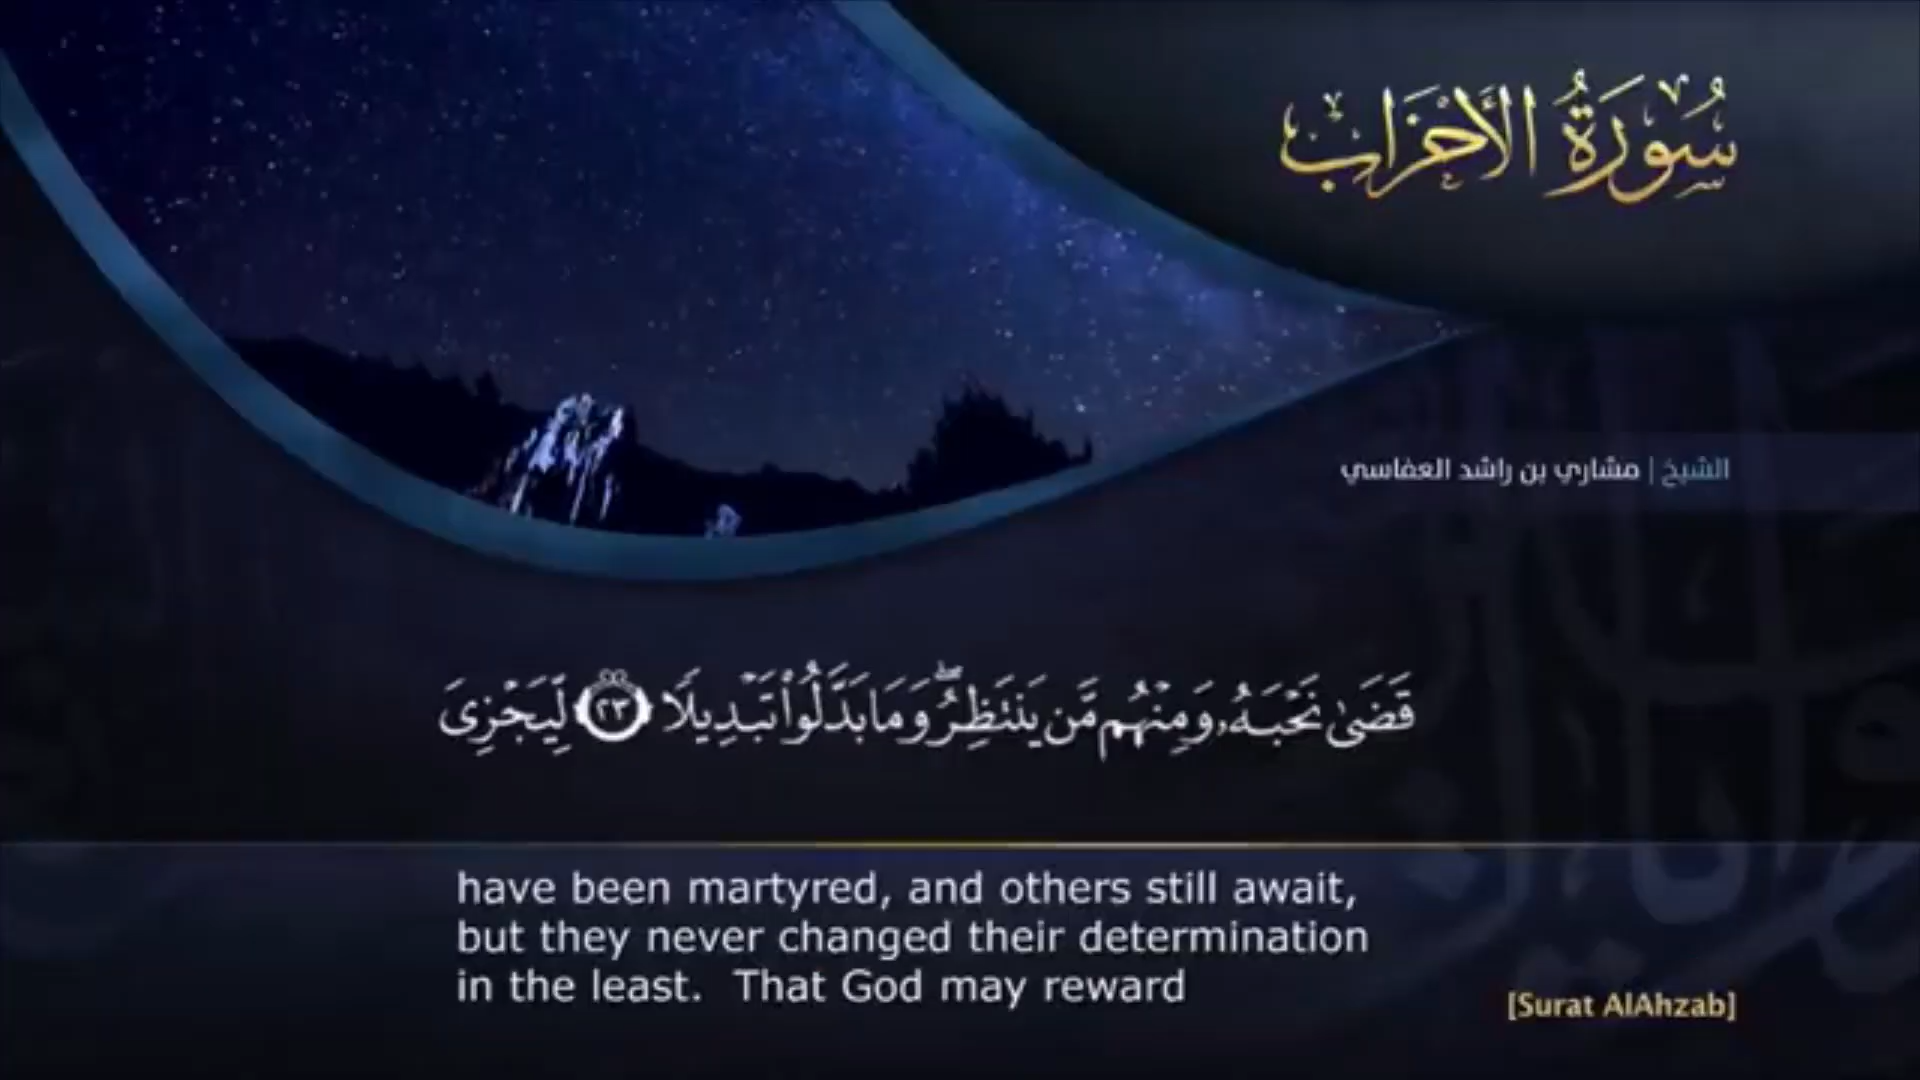 سُورَةُ الأَحْزَابِ
الشيخ | مشاري بن راشد العفاسي
قَضَىٰ نَحْبَهُۥ وَمِنْهُم مَّن يَنتَظِرُ ۖ وَمَا بَدَّلُوا۟ تَبْدِيلًا ٢٣ لِّيَجْزِىَ
have been martyred, and others still await,
but they never changed their determination
in the least. That God may reward
[Surat AlAhzab]